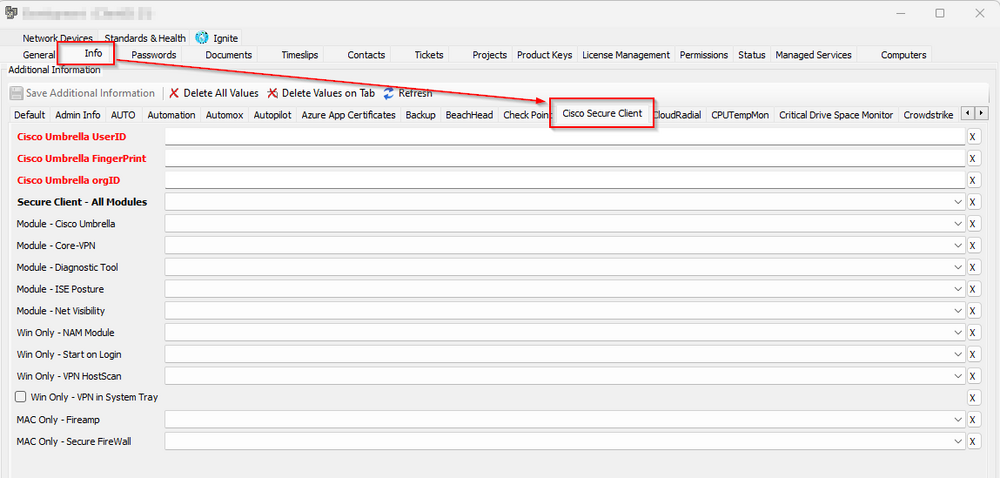 Network Devices Standards & Health Ignite
General Info Passwords Documents Timeslips Contacts Tickets Projects Product Keys License Management Permissions Status Managed Services Computers
Additional Information
Save Additional Information Delete All Values Delete Values on Tab Refresh
Default Admin Info AUTO Automation Automox Autopilot Azure App Certificates Backup BeachHead Check Point Cisco Secure Client CloudRadial CPUTempMon Critical Drive Space Monitor Crowdstrike
Cisco Umbrella UserID X
Cisco Umbrella FingerPrint X
Cisco Umbrella orgID X
Secure Client - All Modules X
Module - Cisco Umbrella X
Module - Core-VPN X
Module - Diagnostic Tool X
Module - ISE Posture X
Module - Net Visibility X
Win Only - NAM Module X
Win Only - Start on Login X
Win Only - VPN HostScan X
Win Only - VPN in System Tray X
MAC Only - Fireamp X
MAC Only - Secure FireWall X